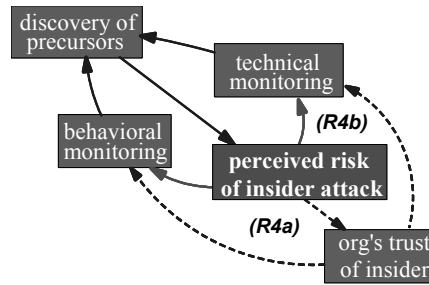 discovery of
precursors
technical
monitoring
behavioral
monitoring
(R4b)
perceived risk
of insider attack
(R4a)
org's trust
of insider